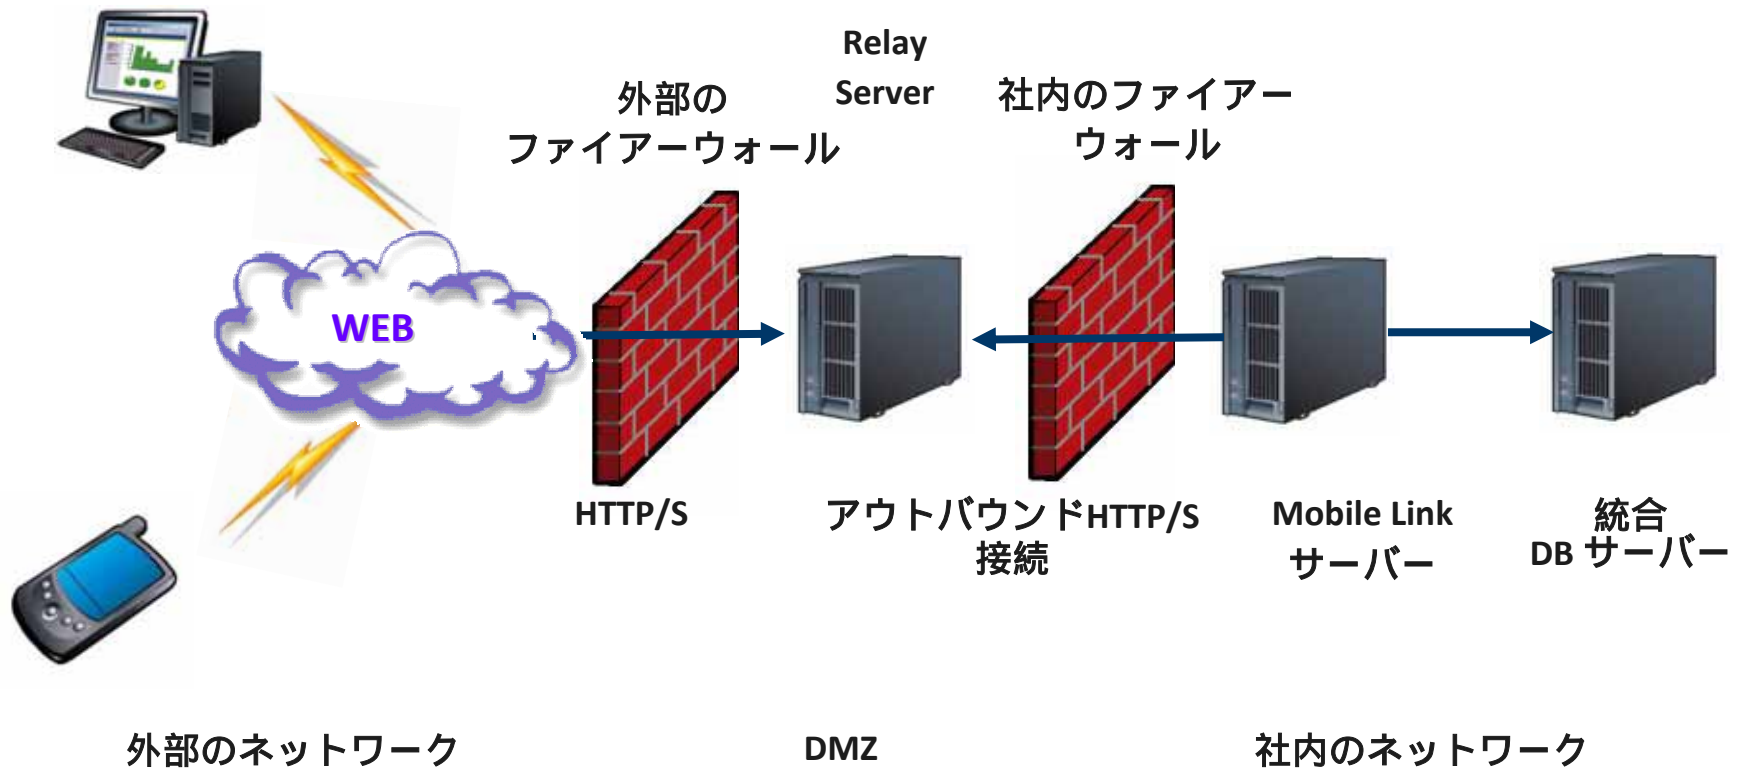 Relay
Server
外部の
ファイアーウォール
社内のファイアー
ウォール
WEB
HTTP/S
アウトバウンドHTTP/S
接続
Mobile Link
サーバー
統合
DB サーバー
外部のネットワーク
DMZ
社内のネットワーク